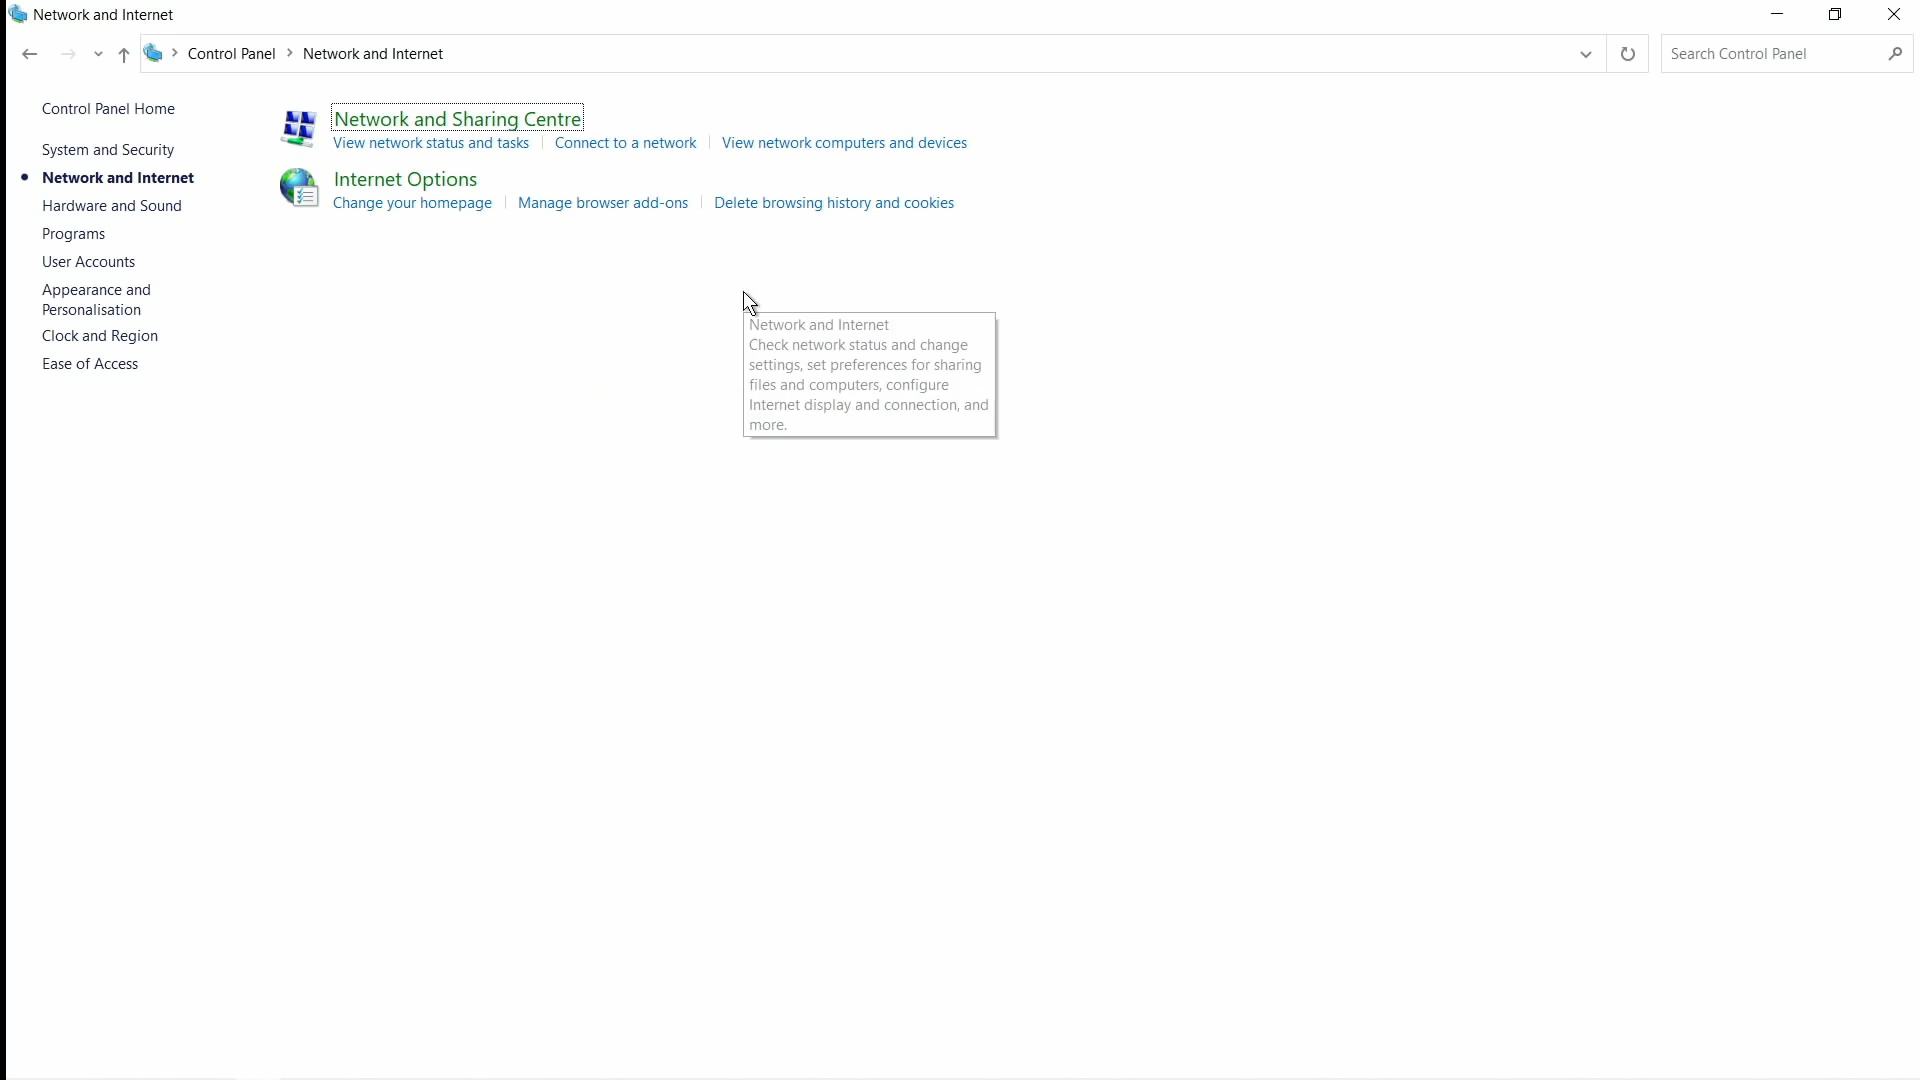 Network and Internet
Control Panel Network and Internet
Search Control Panel
Control Panel Home
System and Security
Network and Internet
Hardware and Sound
Programs
User Accounts
Appearance and
Personalisation
Clock and Region
Ease of Access
Network and Sharing Centre
View network status and tasks Connect to a network View network computers and devices
Internet Options
Change your homepage Manage browser add-ons Delete browsing history and cookies
Network and Internet
Check network status and change
settings, set preferences for sharing
files and computers, configure
Internet display and connection, and
more.